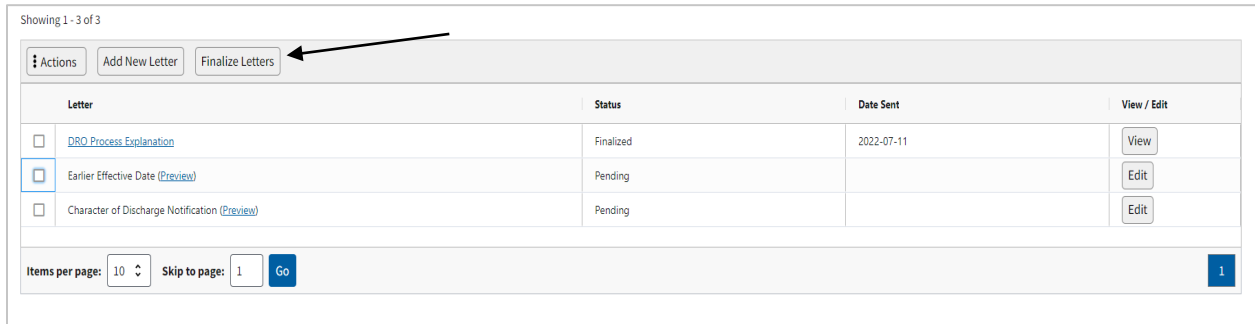 Showing 1 - 3 of 3
Actions Add New Letter Finalize Letters
Letter Status Date Sent View / Edit
DRO Process Explanation Finalized 2022-07-11 View
Earlier Effective Date (Preview) Pending Edit
Character of Discharge Notification (Preview) Pending Edit
Items per page: 10 Skip to page: 1 Go 1